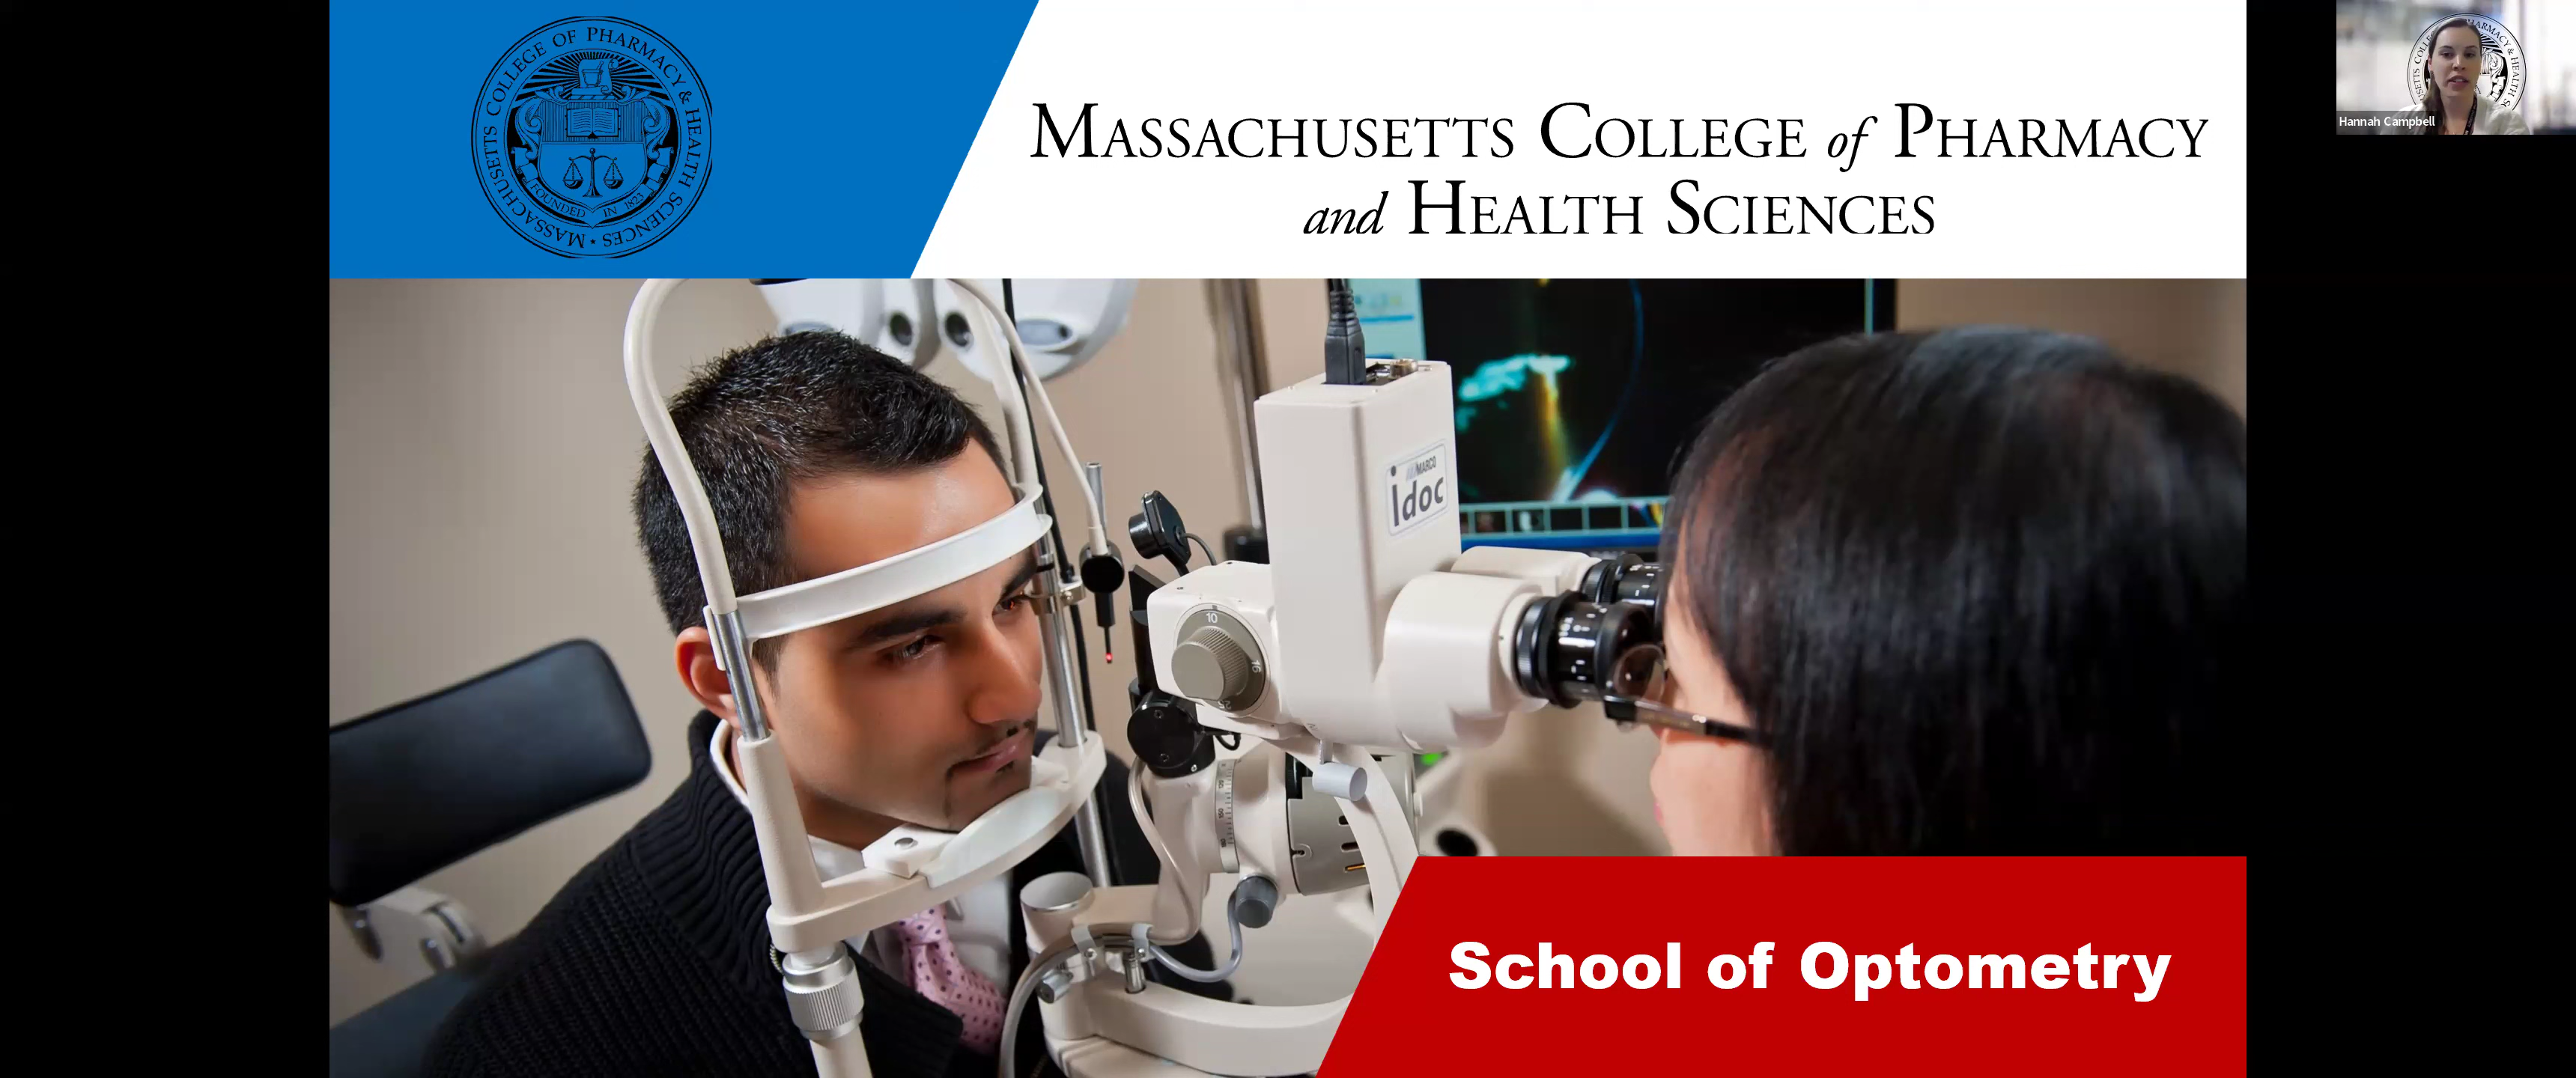 MASSACHUSETTS COLLEGE OF PHARMACY & HEALTH SCIENCES
FOUNDED IN 1823
MASSACHUSETTS COLLEGE of PHARMACY
and HEALTH SCIENCES
Hannah Campbell
MARCO
idoc
10
School of Optometry